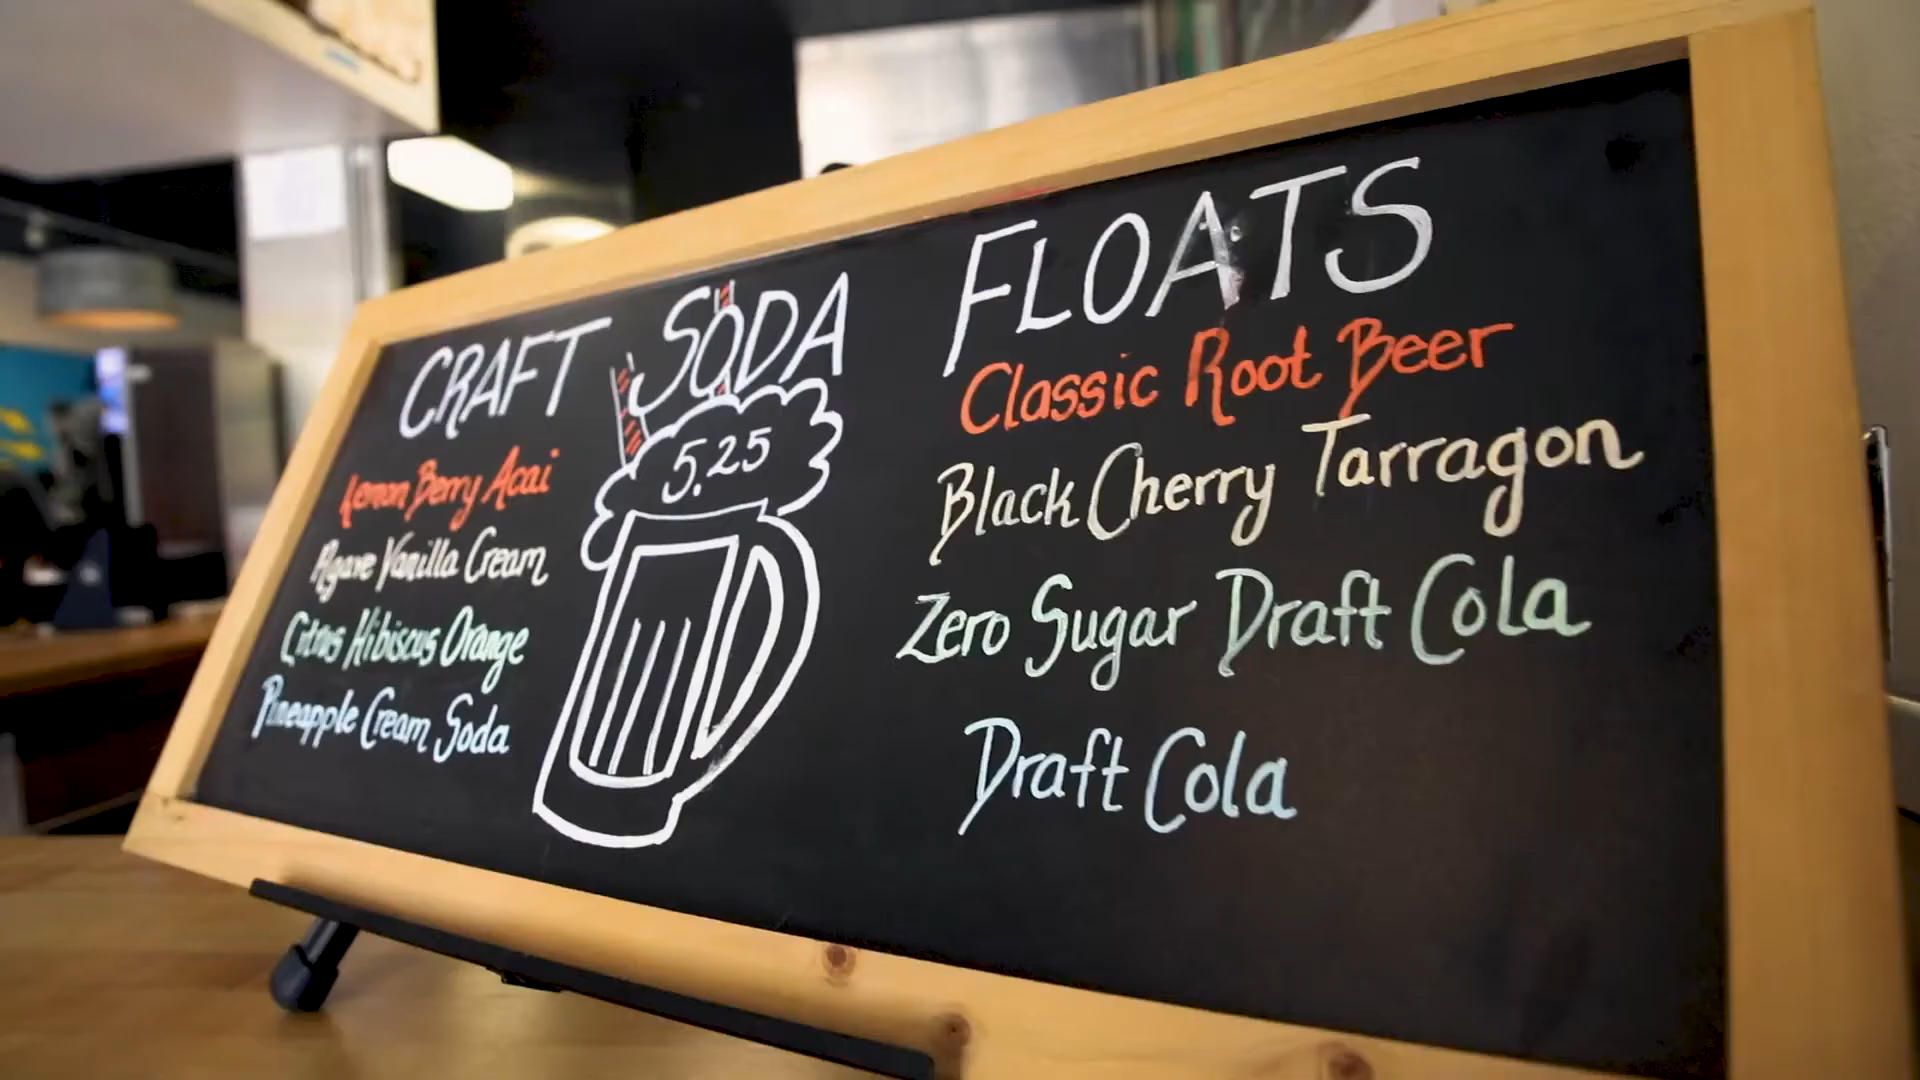 CRAFT SODA
Lemon Berry Acai
Agave Vanilla Cream
Citrus Hibiscus Orange
Pineapple Cream Soda
5.25
FLOATS
Classic Root Beer
Black Cherry Tarragon
Zero Sugar Draft Cola
Draft Cola